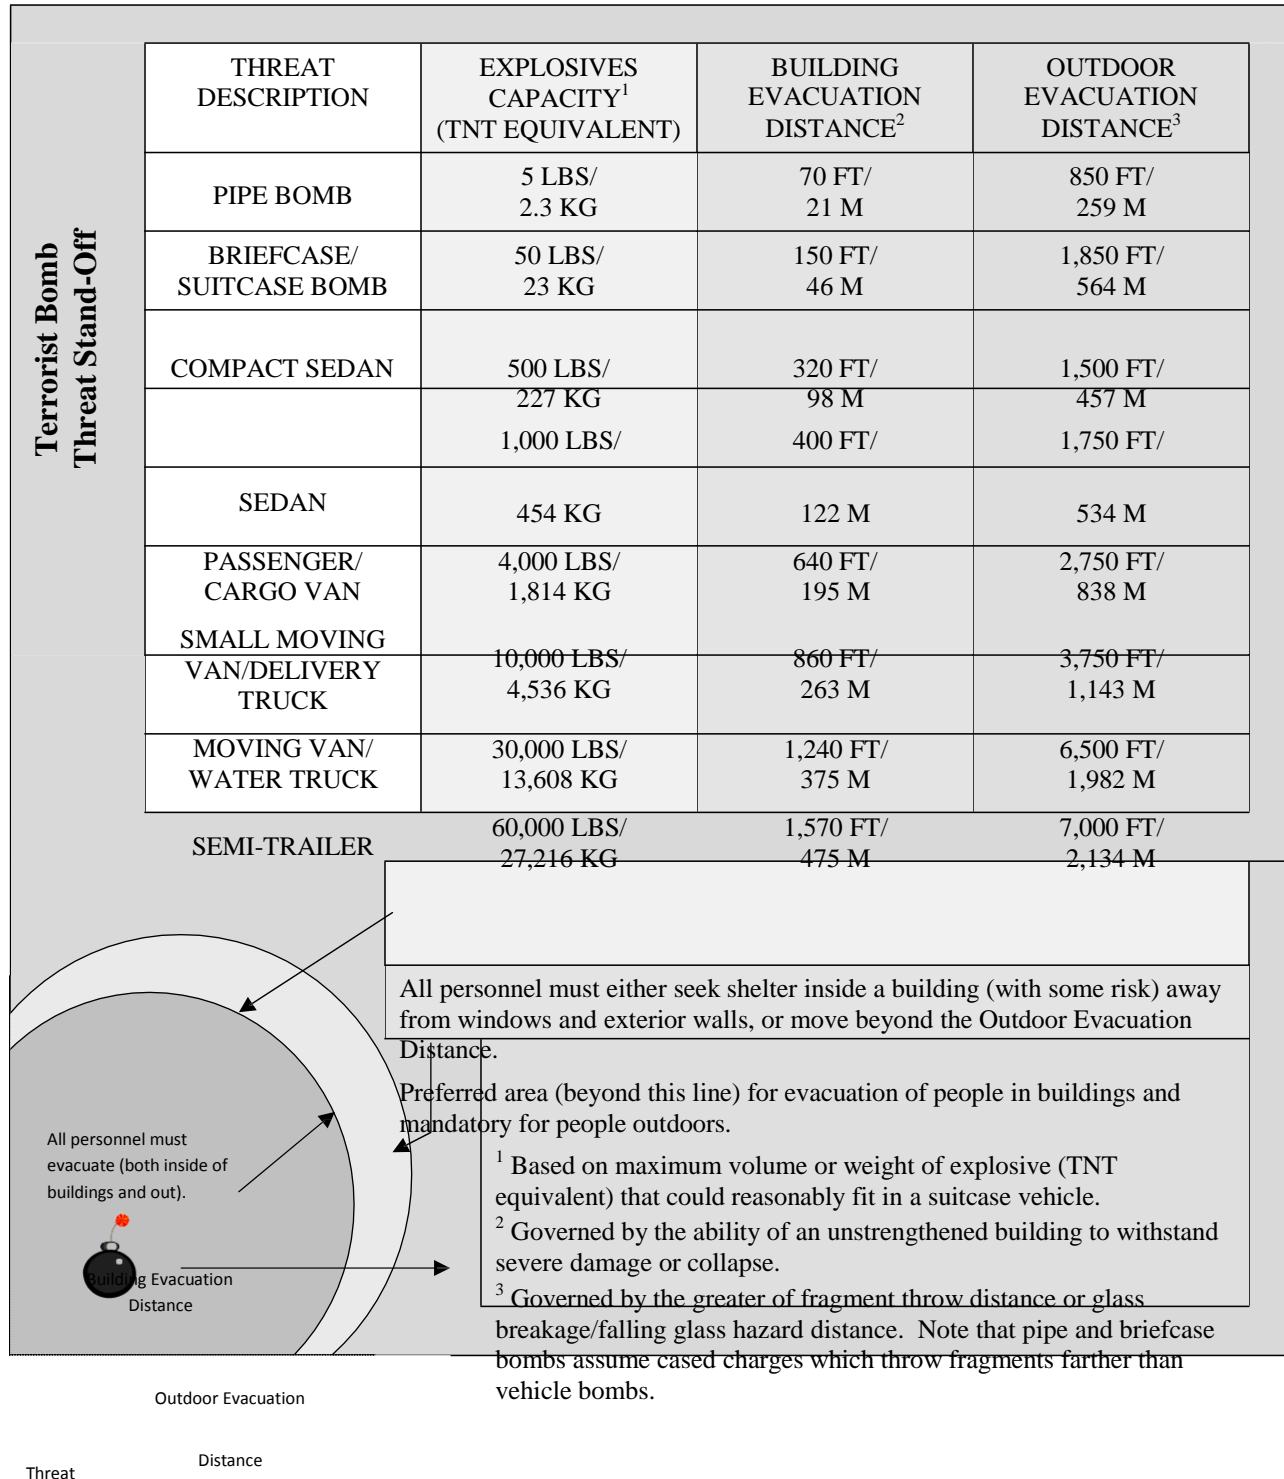 THREAT
DESCRIPTION
EXPLOSIVES
CAPACITY1
(TNT EQUIVALENT)
BUILDING
EVACUATION
DISTANCE2
OUTDOOR
EVACUATION
DISTANCE3
Terrorist Bomb
Threat Stand-Off
PIPE BOMB
5 LBS/
2.3 KG
70 FT/
21 M
850 FT/
259 M
BRIEFCASE/
SUITCASE BOMB
50 LBS/
23 KG
150 FT/
46 M
1,850 FT/
564 M
COMPACT SEDAN
500 LBS/
227 KG
320 FT/
98 M
1,500 FT/
457 M
SEDAN
1,000 LBS/
454 KG
400 FT/
122 M
1,750 FT/
534 M
PASSENGER/
CARGO VAN
4,000 LBS/
1,814 KG
640 FT/
195 M
2,750 FT/
838 M
SMALL MOVING
VAN/DELIVERY
TRUCK
10,000 LBS/
4,536 KG
860 FT/
263 M
3,750 FT/
1,143 M
MOVING VAN/
WATER TRUCK
30,000 LBS/
13,608 KG
1,240 FT/
375 M
6,500 FT/
1,982 M
SEMI-TRAILER
60,000 LBS/
27,216 KG
1,570 FT/
475 M
7,000 FT/
2,134 M
All personnel must either seek shelter inside a building (with some risk) away
from windows and exterior walls, or move beyond the Outdoor Evacuation
Distance.
Preferred area (beyond this line) for evacuation of people in buildings and
mandatory for people outdoors.
All personnel must
evacuate (both inside of
buildings and out).
Building Evacuation
Distance
1 Based on maximum volume or weight of explosive (TNT
equivalent) that could reasonably fit in a suitcase vehicle.
2 Governed by the ability of an unstrengthened building to withstand
severe damage or collapse.
3 Governed by the greater of fragment throw distance or glass
breakage/falling glass hazard distance. Note that pipe and briefcase
bombs assume cased charges which throw fragments farther than
vehicle bombs.
Outdoor Evacuation
Distance
Threat